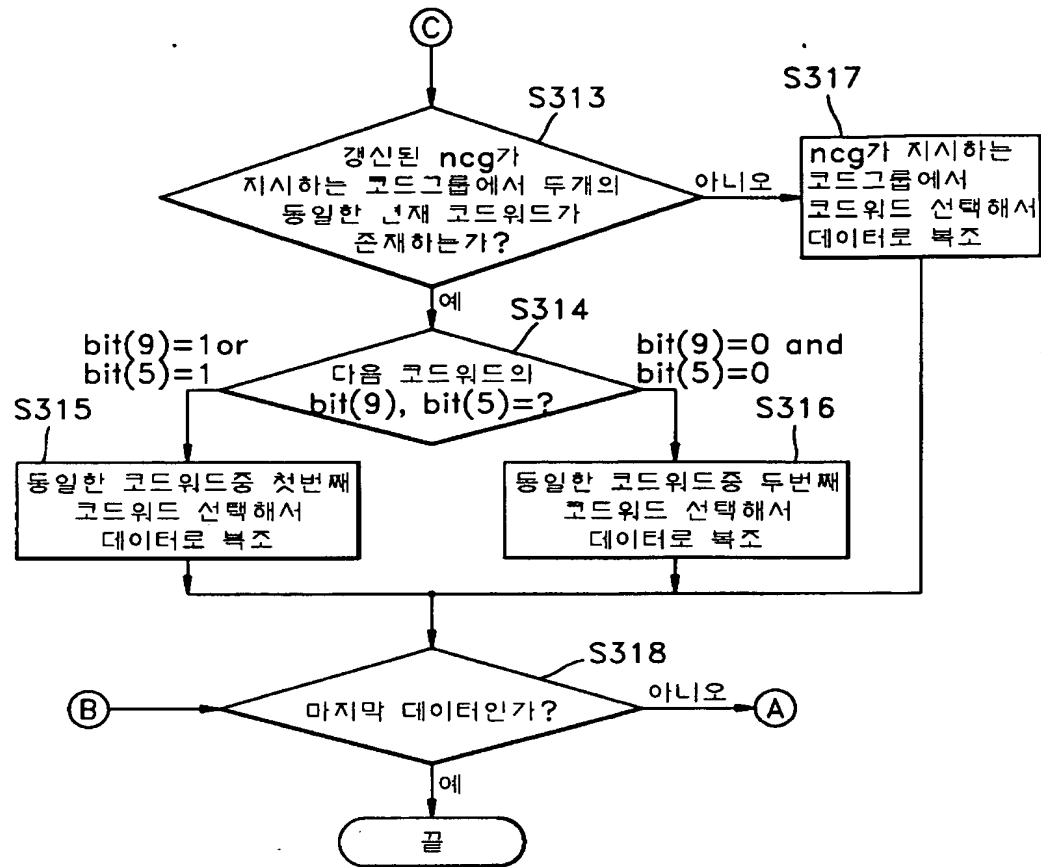 C
S313
갱신된 ncg가
지시하는 코드그룹에서 두개의
동일한 현재 코드워드가
존재하는가?
아니오
S317
ncg가 지시하는
코드그룹에서
코드워드 선택해서
데이터로 복조
예
S314
다음 코드워드의
bit(9), bit(5)=?
bit(9)=1or
bit(5)=1
bit(9)=0 and
bit(5)=0
S315
동일한 코드워드중 첫번째
코드워드 선택해서
데이터로 복조
S316
동일한 코드워드중 두번째
코드워드 선택해서
데이터로 복조
S318
B
마지막 데이터인가?
아니오
A
예
끝